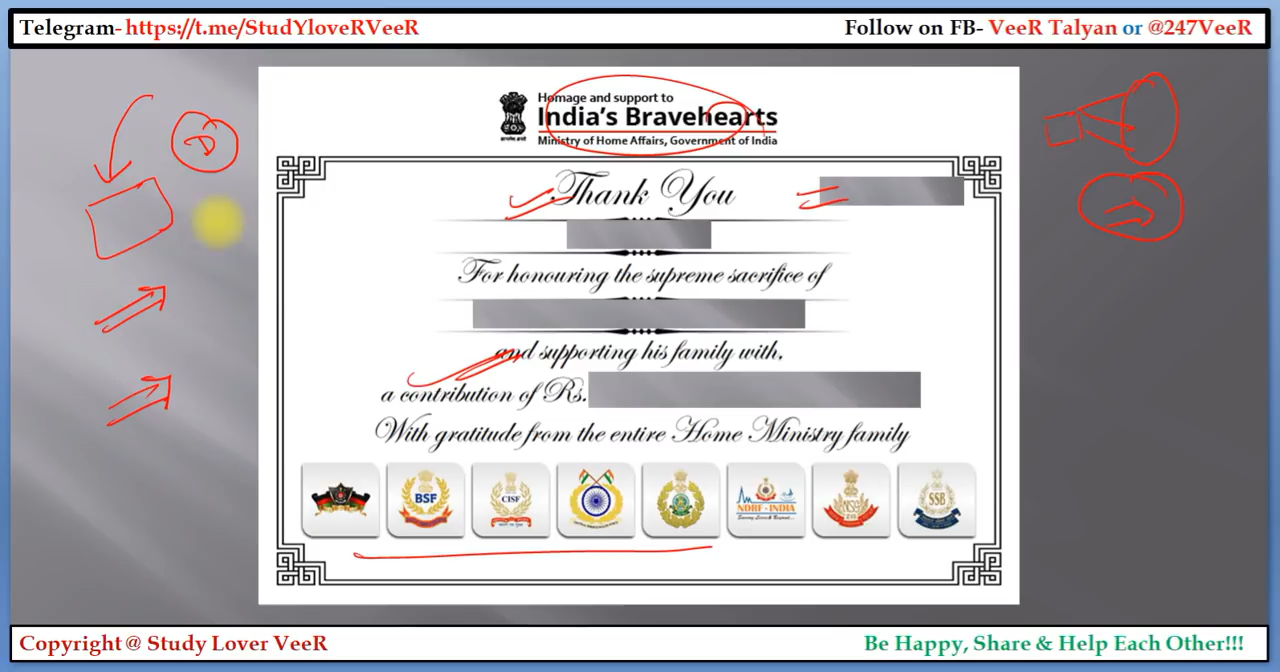 Telegram- https://t.me/StudYloveRVeeR
Follow on FB- VeeR Talyan or @247VeeR
Homage and support to
India's Bravehearts
Ministry of Home Affairs, Government of India
Thank You
For honouring the supreme sacrifice of
and supporting his family with,
a contribution of Rs.
With gratitude from the entire Home Ministry family
BSF
CISF
NDRF-INDIA
NSG
SSB
Copyright @ Study Lover VeeR
Be Happy, Share & Help Each Other!!!